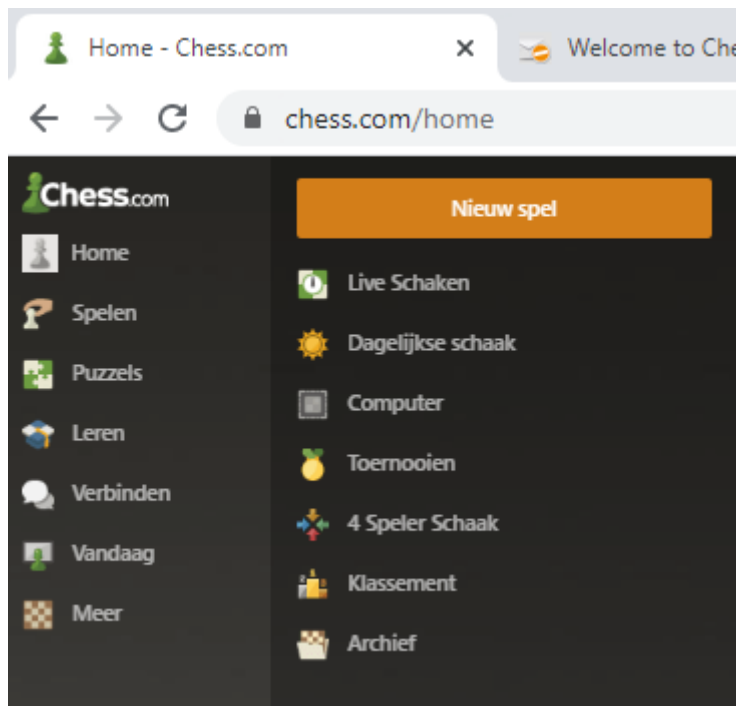 Home - Chess.com
Welcome to Che
chess.com/home
Chess.com
Home
Spelen
Puzzels
Leren
Verbinden
Vandaag
Meer
Nieuw spel
Live Schaken
Dagelijkse schaak
Computer
Toernooien
4 Speler Schaak
Klassement
Archief